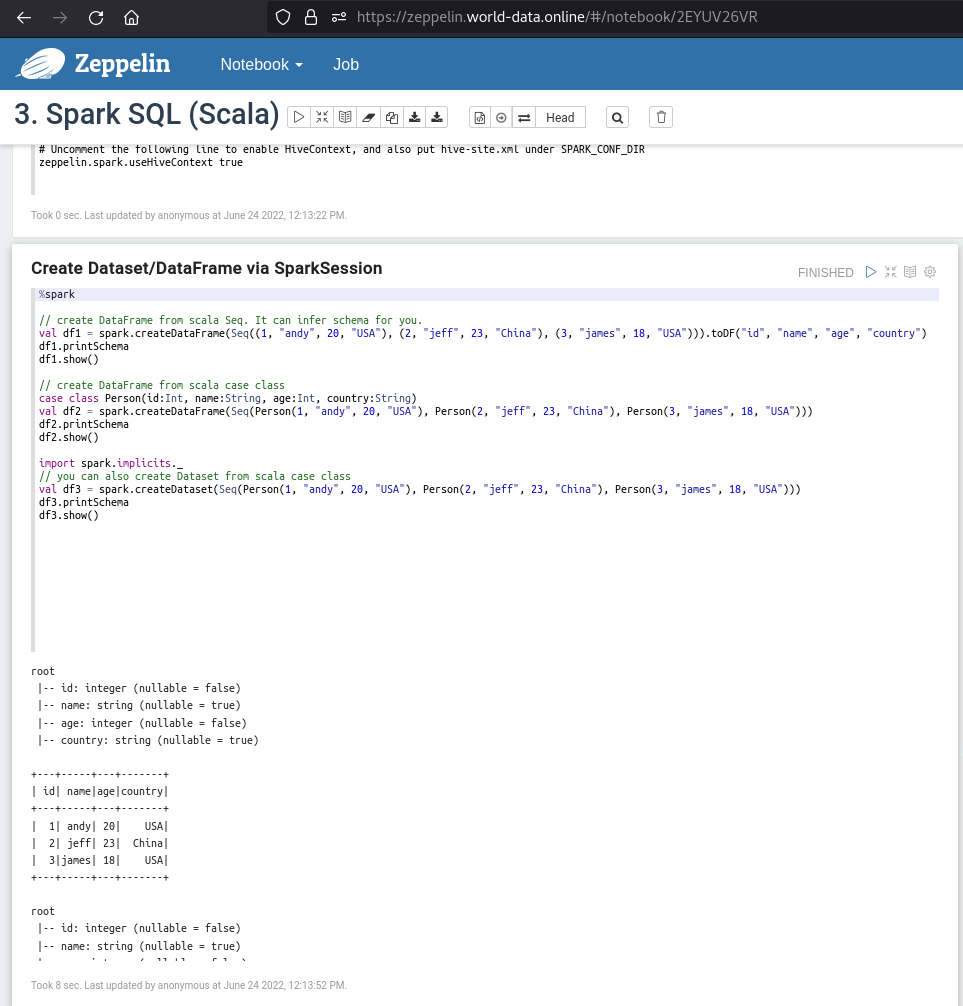 https://zeppelin.world-data.online/#/notebook/2EYUV26VR
Zeppelin
Notebook
Job
3. Spark SQL (Scala)
Head
# Uncomment the following line to enable HiveContext, and also put hive-site.xml under SPARK_CONF_DIR
zeppelin.spark.useHiveContext true
Took 0 sec. Last updated by anonymous at June 24 2022, 12:13:22 PM.
Create Dataset/DataFrame via SparkSession
FINISHED
%spark
// create DataFrame from scala Seq. It can infer schema for you.
val df1 = spark.createDataFrame(Seq((1, "andy", 20, "USA"), (2, "jeff", 23, "China"), (3, "james", 18, "USA"))).toDF("id", "name", "age", "country")
df1.printSchema
df1.show()
// create DataFrame from scala case class
case class Person(id:Int, name:String, age:Int, country:String)
val df2 = spark.createDataFrame(Seq(Person(1, "andy", 20, "USA"), Person(2, "jeff", 23, "China"), Person(3, "james", 18, "USA")))
df2.printSchema
df2.show()
import spark.implicits._
// you can also create Dataset from scala case class
val df3 = spark.createDataset(Seq(Person(1, "andy", 20, "USA"), Person(2, "jeff", 23, "China"), Person(3, "james", 18, "USA")))
df3.printSchema
df3.show()
root
 |-- id: integer (nullable = false)
 |-- name: string (nullable = true)
 |-- age: integer (nullable = false)
 |-- country: string (nullable = true)
+---+-----+---+-------+
| id| name|age|country|
+---+-----+---+-------+
|  1| andy| 20|    USA|
|  2| jeff| 23|  China|
|  3|james| 18|    USA|
+---+-----+---+-------+
root
 |-- id: integer (nullable = false)
 |-- name: string (nullable = true)
Took 8 sec. Last updated by anonymous at June 24 2022, 12:13:52 PM.